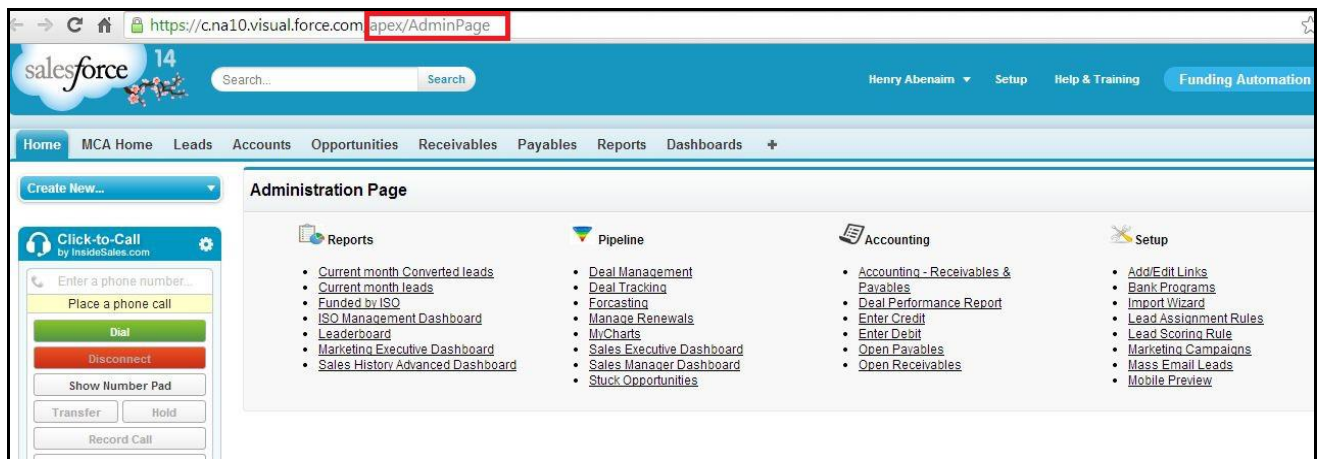 https://c.na10.visual.force.com/apex/AdminPage
salesforce 14
Search... Search Henry Abenaim Setup Help & Training Funding Automation
Home MCA Home Leads Accounts Opportunities Receivables Payables Reports Dashboards +
Create New...
Click-to-Call
by InsideSales.com
Enter a phone number...
Place a phone call
Dial
Disconnect
Show Number Pad
Transfer Hold
Record Call
Administration Page
Reports
Current month Converted leads
Current month leads
Funded by ISO
ISO Management Dashboard
Leaderboard
Marketing Executive Dashboard
Sales History Advanced Dashboard
Pipeline
Deal Management
Deal Tracking
Forcasting
Manage Renewals
MyCharts
Sales Executive Dashboard
Sales Manager Dashboard
Stuck Opportunities
Accounting
Accounting - Receivables &
Payables
Deal Performance Report
Enter Credit
Enter Debit
Open Payables
Open Receivables
Setup
Add/Edit Links
Bank Programs
Import Wizard
Lead Assignment Rules
Lead Scoring Rule
Marketing Campaigns
Mass Email Leads
Mobile Preview